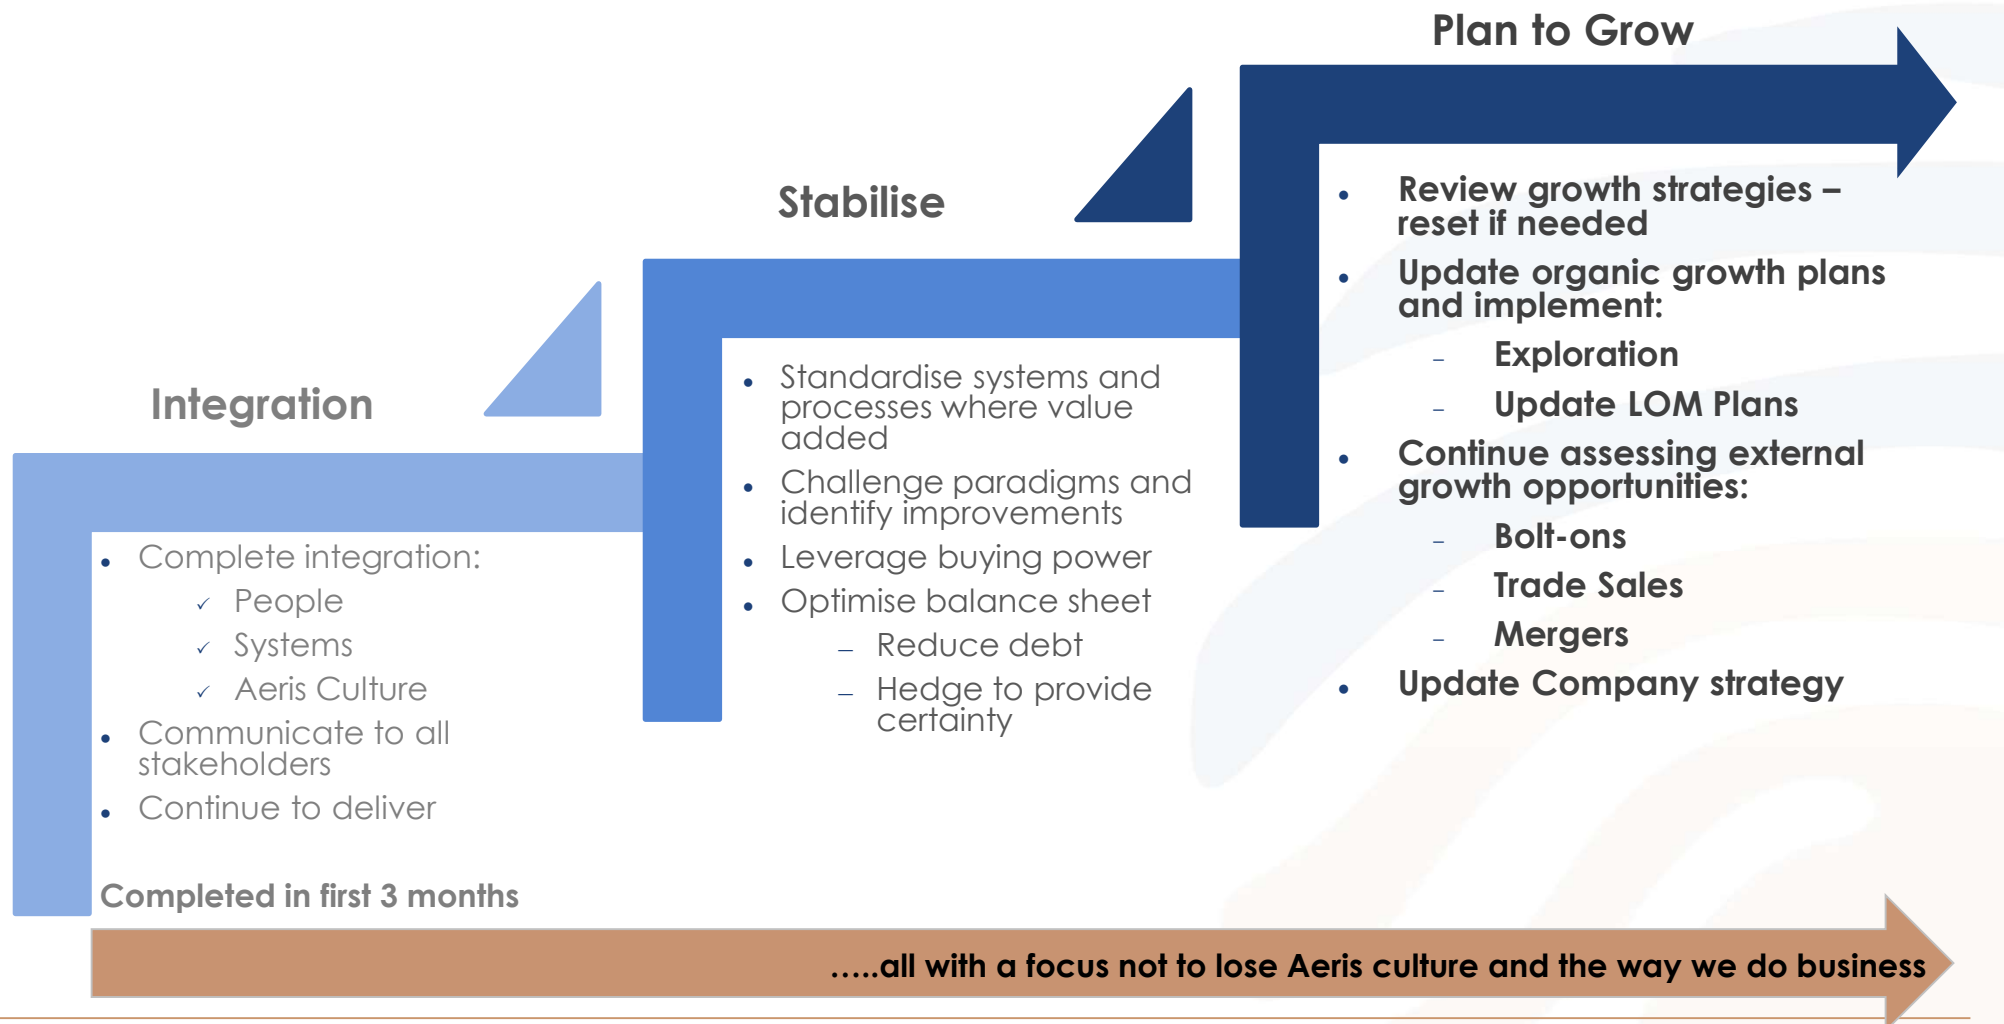 Plan to Grow
Stabilise
Integration
• Complete integration:
✓ People
✓ Systems
✓ Aeris Culture
• Communicate to all
stakeholders
• Continue to deliver
Completed in first 3 months
• Standardise systems and
processes where value
added
• Challenge paradigms and
identify improvements
• Leverage buying power
• Optimise balance sheet
– Reduce debt
– Hedge to provide
certainty
• Review growth strategies –
reset if needed
• Update organic growth plans
and implement:
– Exploration
– Update LOM Plans
• Continue assessing external
growth opportunities:
– Bolt-ons
– Trade Sales
– Mergers
• Update Company strategy
…..all with a focus not to lose Aeris culture and the way we do business